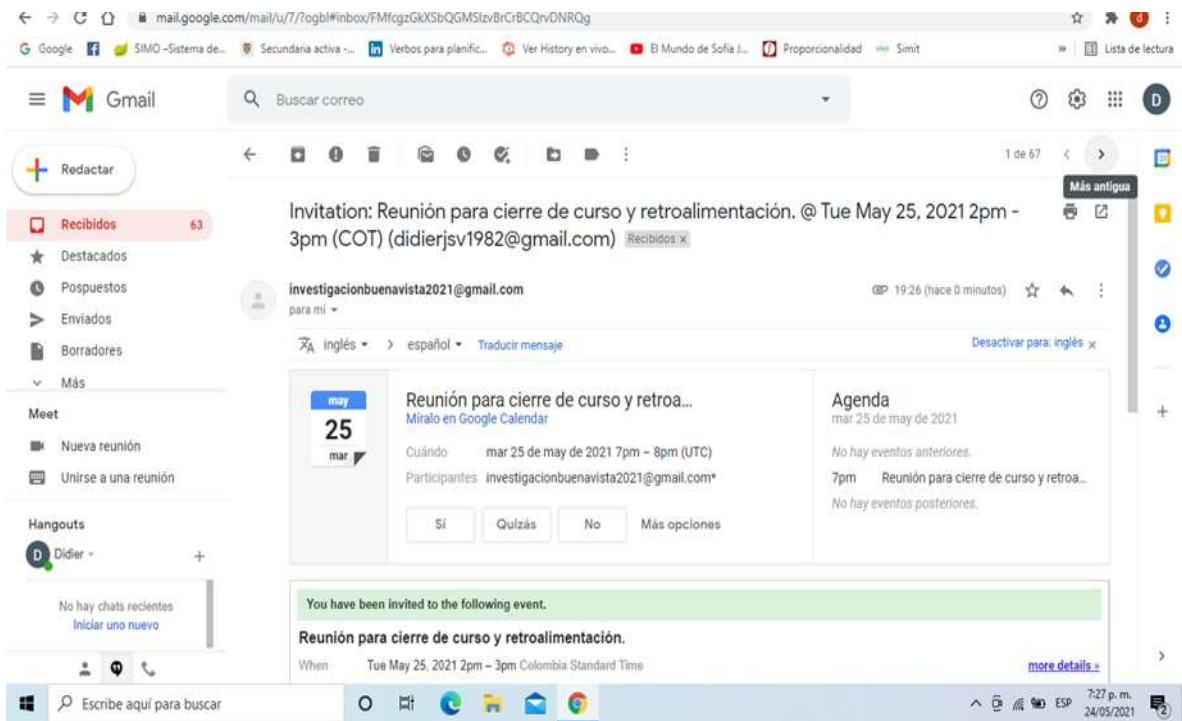 mail.google.com/mail/u/7/?ogbl#inbox/FMfcgzGkXSbQGMSlzvBrCrBCQrvDNRQg
Google SIMO -Sistema de... Secundaria activa -... Verbos para planific... Ver History en vivo... El Mundo de Sofía J... Proporcionalidad Simit » Lista de lectura
Gmail
Buscar correo
D
Redactar
1 de 67
Más antigua
Recibidos 63
Destacados
Pospuestos
Enviados
Borradores
Más
Meet
Nueva reunión
Unirse a una reunión
Hangouts
Didier
No hay chats recientes
Iniciar uno nuevo
Invitation: Reunión para cierre de curso y retroalimentación. @ Tue May 25, 2021 2pm -
3pm (COT) (didierjsv1982@gmail.com) Recibidos x
investigacionbuenavista2021@gmail.com 19:26 (hace 0 minutos)
para mí
inglés > español Traducir mensaje Desactivar para: inglés x
may
25
mar
Reunión para cierre de curso y retroa...
Míralo en Google Calendar
Cuándo mar 25 de may de 2021 7pm – 8pm (UTC)
Participantes investigacionbuenavista2021@gmail.com*
Sí Quizás No Más opciones
Agenda
mar 25 de may de 2021
No hay eventos anteriores.
7pm Reunión para cierre de curso y retroa...
No hay eventos posteriores.
You have been invited to the following event.
Reunión para cierre de curso y retroalimentación.
When Tue May 25, 2021 2pm – 3pm Colombia Standard Time more details »
Escribe aquí para buscar
ESP
7:27 p. m.
24/05/2021
2